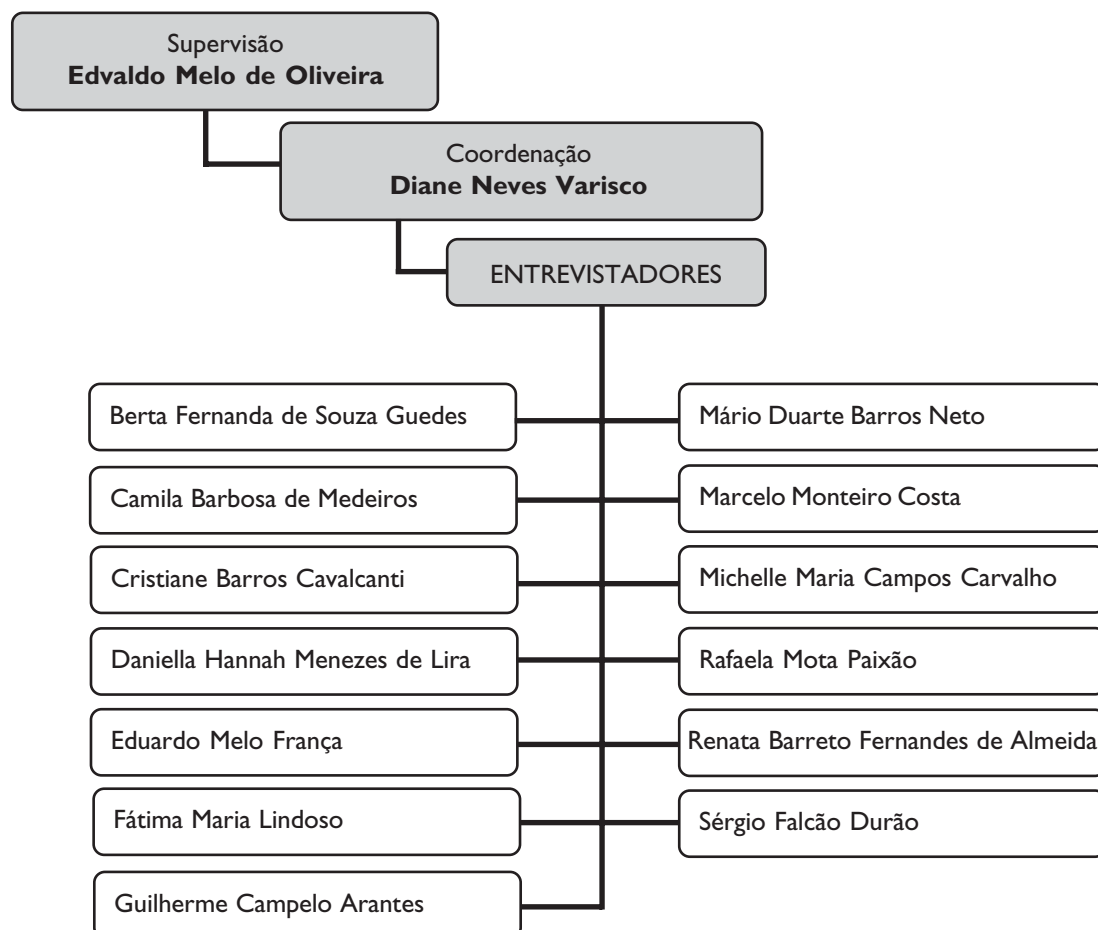 Supervisão
Edvaldo Melo de Oliveira
Coordenação
Diane Neves Varisco
ENTREVISTADORES
Berta Fernanda de Souza Guedes
Camila Barbosa de Medeiros
Cristiane Barros Cavalcanti
Daniella Hannah Menezes de Lira
Eduardo Melo França
Fátima Maria Lindoso
Guilherme Campelo Arantes
Mário Duarte Barros Neto
Marcelo Monteiro Costa
Michelle Maria Campos Carvalho
Rafaela Mota Paixão
Renata Barreto Fernandes de Almeida
Sérgio Falcão Durão